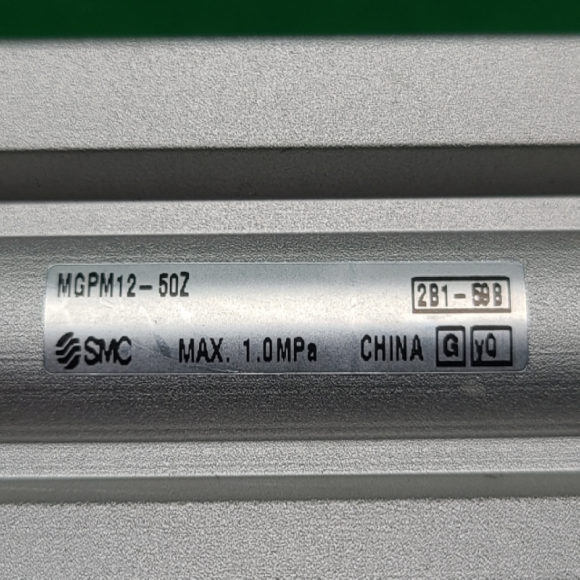 MGPM12-50Z
2B1-59B
SMC MAX. 1.0MPa CHINA G yQ